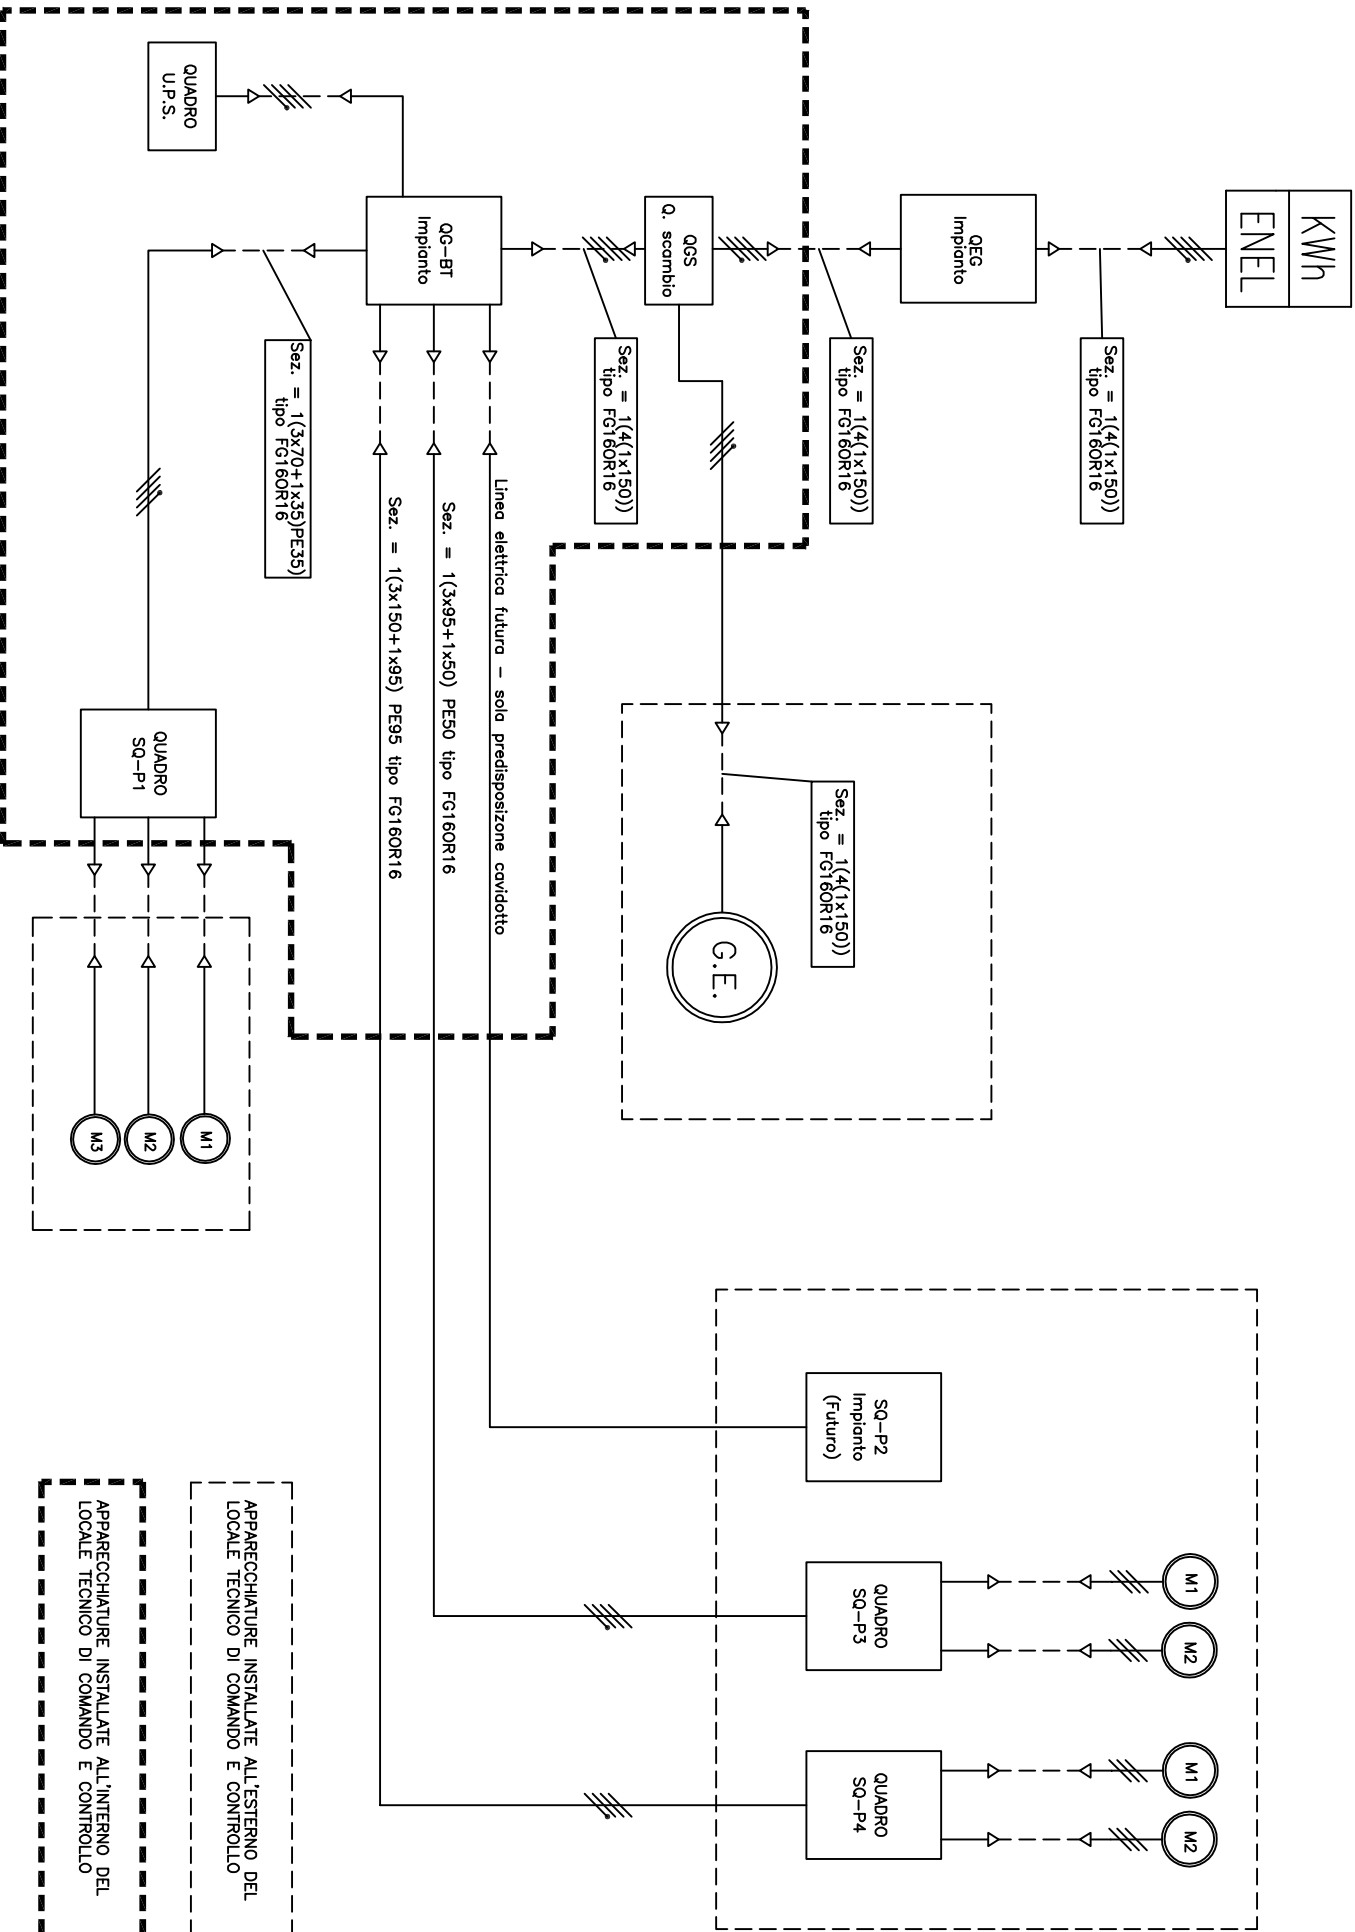 KWh
ENEL
Sez. = 1(4(1x150))
tipo FG16OR16
QEG
Impianto
Sez. = 1(4(1x150))
tipo FG16OR16
QGS
Q. scambio
Sez. = 1(4(1x150))
tipo FG16OR16
Sez. = 1(4(1x150))
tipo FG16OR16
G.E.
QUADRO
U.P.S.
QG-BT
Impianto
Linea elettrica futura - sola predisposizone cavidotto
Sez. = 1(3x95+1x50) PE50 tipo FG16OR16
Sez. = 1(3x150+1x95) PE95 tipo FG16OR16
Sez. = 1(3x70+1x35)PE35)
tipo FG16OR16
QUADRO
SQ-P1
M1
M2
M3
SQ-P2
Impianto
(Futuro)
M1
M2
QUADRO
SQ-P3
M1
M2
QUADRO
SQ-P4
APPARECCHIATURE INSTALLATE ALL'ESTERNO DEL
LOCALE TECNICO DI COMANDO E CONTROLLO
APPARECCHIATURE INSTALLATE ALL'INTERNO DEL
LOCALE TECNICO DI COMANDO E CONTROLLO